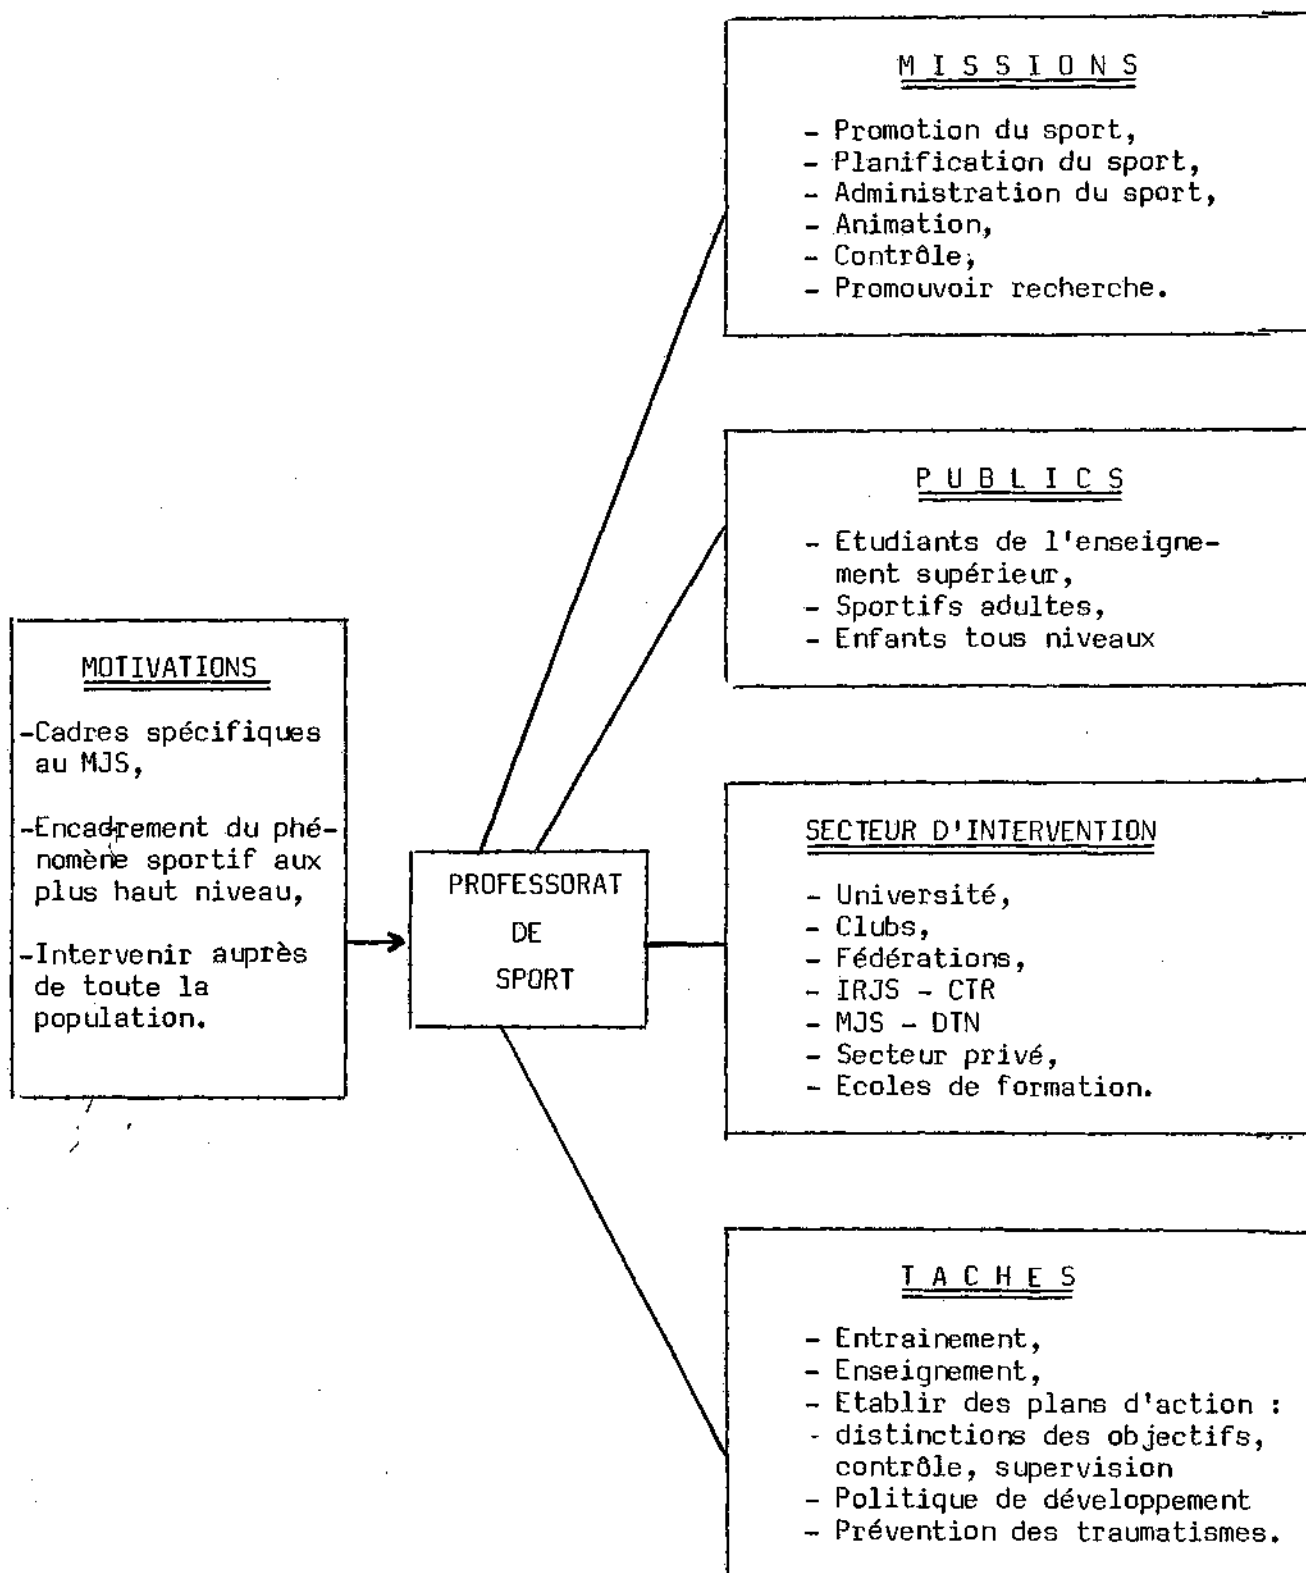 M I S S I O N S
- Promotion du sport,
- Planification du sport,
- Administration du sport,
- Animation,
- Contrôle,
- Promouvoir recherche.
P U B L I C S
- Etudiants de l'enseigne-
ment supérieur,
- Sportifs adultes,
- Enfants tous niveaux
MOTIVATIONS
-Cadres spécifiques
au MJS,
-Encadrement du phé-
nomène sportif aux
plus haut niveau,
-Intervenir auprès
de toute la
population.
PROFESSORAT
DE
SPORT
SECTEUR D'INTERVENTION
- Université,
- Clubs,
- Fédérations,
- IRJS - CTR
- MJS - DTN
- Secteur privé,
- Ecoles de formation.
T A C H E S
- Entrainement,
- Enseignement,
- Etablir des plans d'action :
- distinctions des objectifs,
contrôle, supervision
- Politique de développement
- Prévention des traumatismes.